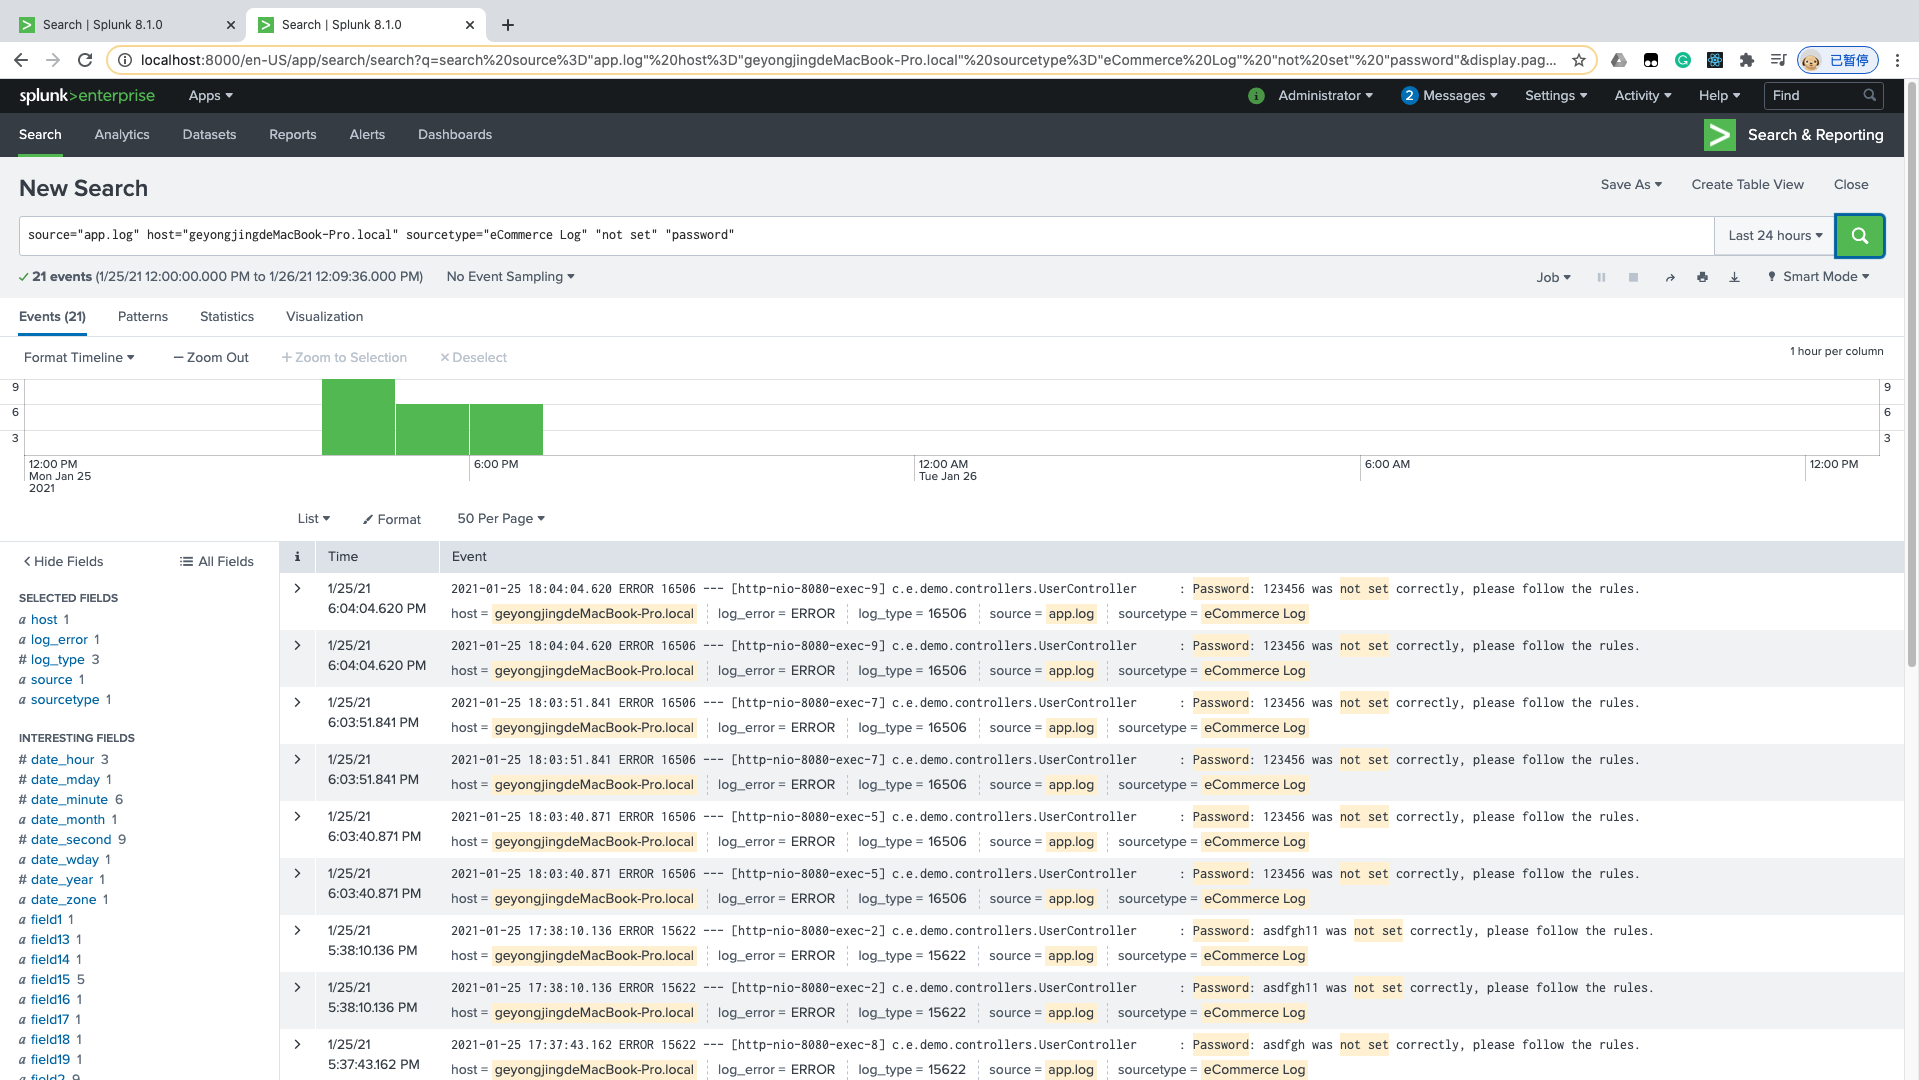 Search | Splunk 8.1.0
Search | Splunk 8.1.0
localhost:8000/en-US/app/search/search?q=search%20source%3D"app.log"%20host%3D"geyongjingdeMacBook-Pro.local"%20sourcetype%3D"eCommerce%20Log"%20"not%20set"%20"password"&display.pag...
已暂停
splunk>enterprise Apps
i Administrator 2 Messages Settings Activity Help Find
Search Analytics Datasets Reports Alerts Dashboards
Search & Reporting
New Search
Save As Create Table View Close
source="app.log" host="geyongjingdeMacBook-Pro.local" sourcetype="eCommerce Log" "not set" "password"
Last 24 hours
21 events (1/25/21 12:00:00.000 PM to 1/26/21 12:09:36.000 PM) No Event Sampling
Job Smart Mode
Events (21) Patterns Statistics Visualization
Format Timeline — Zoom Out + Zoom to Selection × Deselect
1 hour per column
9 9
6 6
3 3
12:00 PM 6:00 PM 12:00 AM 6:00 AM 12:00 PM
Mon Jan 25 Tue Jan 26
2021
List Format 50 Per Page
Hide Fields All Fields
SELECTED FIELDS
a host 1
a log_error 1
# log_type 3
a source 1
a sourcetype 1
INTERESTING FIELDS
# date_hour 3
# date_mday 1
# date_minute 6
a date_month 1
# date_second 9
a date_wday 1
# date_year 1
a date_zone 1
a field1 1
a field13 1
a field14 1
a field15 5
a field16 1
a field17 1
a field18 1
a field19 1
a field2 9
i Time Event
1/25/21
6:04:04.620 PM
2021-01-25 18:04:04.620 ERROR 16506 --- [http-nio-8080-exec-9] c.e.demo.controllers.UserController : Password: 123456 was not set correctly, please follow the rules.
host = geyongjingdeMacBook-Pro.local log_error = ERROR log_type = 16506 source = app.log sourcetype = eCommerce Log
1/25/21
6:04:04.620 PM
2021-01-25 18:04:04.620 ERROR 16506 --- [http-nio-8080-exec-9] c.e.demo.controllers.UserController : Password: 123456 was not set correctly, please follow the rules.
host = geyongjingdeMacBook-Pro.local log_error = ERROR log_type = 16506 source = app.log sourcetype = eCommerce Log
1/25/21
6:03:51.841 PM
2021-01-25 18:03:51.841 ERROR 16506 --- [http-nio-8080-exec-7] c.e.demo.controllers.UserController : Password: 123456 was not set correctly, please follow the rules.
host = geyongjingdeMacBook-Pro.local log_error = ERROR log_type = 16506 source = app.log sourcetype = eCommerce Log
1/25/21
6:03:51.841 PM
2021-01-25 18:03:51.841 ERROR 16506 --- [http-nio-8080-exec-7] c.e.demo.controllers.UserController : Password: 123456 was not set correctly, please follow the rules.
host = geyongjingdeMacBook-Pro.local log_error = ERROR log_type = 16506 source = app.log sourcetype = eCommerce Log
1/25/21
6:03:40.871 PM
2021-01-25 18:03:40.871 ERROR 16506 --- [http-nio-8080-exec-5] c.e.demo.controllers.UserController : Password: 123456 was not set correctly, please follow the rules.
host = geyongjingdeMacBook-Pro.local log_error = ERROR log_type = 16506 source = app.log sourcetype = eCommerce Log
1/25/21
6:03:40.871 PM
2021-01-25 18:03:40.871 ERROR 16506 --- [http-nio-8080-exec-5] c.e.demo.controllers.UserController : Password: 123456 was not set correctly, please follow the rules.
host = geyongjingdeMacBook-Pro.local log_error = ERROR log_type = 16506 source = app.log sourcetype = eCommerce Log
1/25/21
5:38:10.136 PM
2021-01-25 17:38:10.136 ERROR 15622 --- [http-nio-8080-exec-2] c.e.demo.controllers.UserController : Password: asdfgh11 was not set correctly, please follow the rules.
host = geyongjingdeMacBook-Pro.local log_error = ERROR log_type = 15622 source = app.log sourcetype = eCommerce Log
1/25/21
5:38:10.136 PM
2021-01-25 17:38:10.136 ERROR 15622 --- [http-nio-8080-exec-2] c.e.demo.controllers.UserController : Password: asdfgh11 was not set correctly, please follow the rules.
host = geyongjingdeMacBook-Pro.local log_error = ERROR log_type = 15622 source = app.log sourcetype = eCommerce Log
1/25/21
5:37:43.162 PM
2021-01-25 17:37:43.162 ERROR 15622 --- [http-nio-8080-exec-8] c.e.demo.controllers.UserController : Password: asdfgh was not set correctly, please follow the rules.
host = geyongjingdeMacBook-Pro.local log_error = ERROR log_type = 15622 source = app.log sourcetype = eCommerce Log